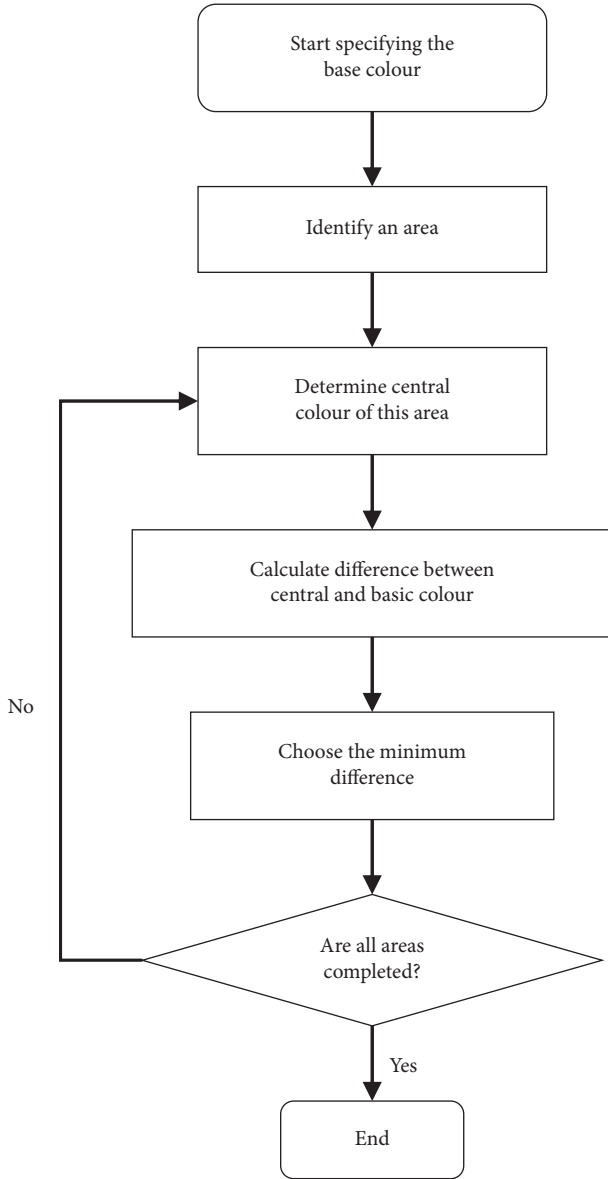 Start specifying the
base colour
Identify an area
Determine central
colour of this area
Calculate difference between
central and basic colour
No
Choose the minimum
difference
Are all areas
completed?
Yes
End